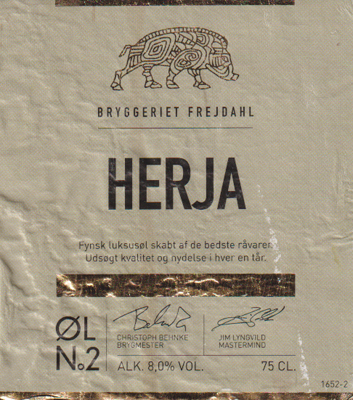 BRYGGERIET FREJDAHL
HERJA
Fynsk luksusøl skabt af de bedste råvarer.
Udsøgt kvalitet og nydelse i hver en tår.
ØL
No.2
CHRISTOPH BEHNKE
BRYGMESTER
JIM LYNGVILD
MASTERMIND
ALK. 8,0% VOL.
75 CL.
1652-2